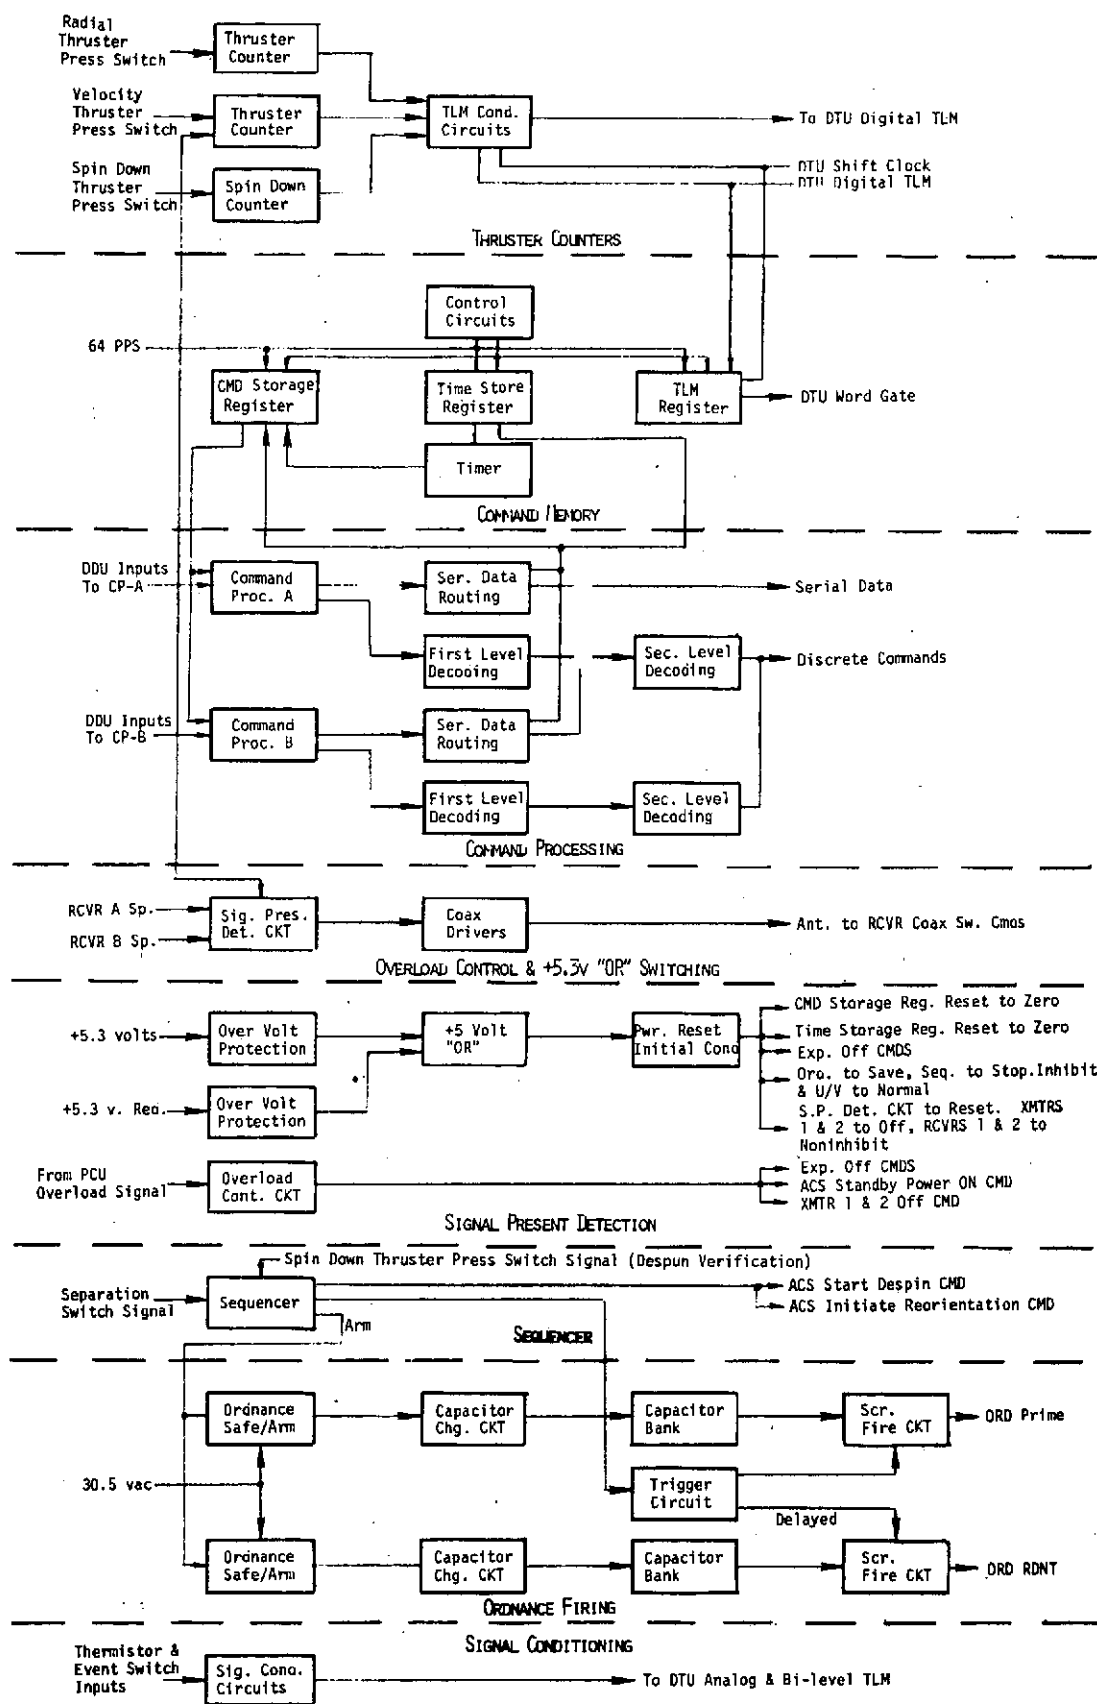 Radial
Thruster
Press Switch
Thruster
Counter
Velocity
Thruster
Press Switch
Thruster
Counter
TLM Cond.
Circuits
To DTU Digital TLM
Spin Down
Thruster
Press Switch
Spin Down
Counter
DTU Shift Clock
DTU Digital TLM
THRUSTER COUNTERS
Control
Circuits
64 PPS
CMD Storage
Register
Time Store
Register
TLM
Register
DTU Word Gate
Timer
COMMAND MEMORY
DDU Inputs
To CP-A
Command
Proc. A
Ser. Data
Routing
Serial Data
First Level
Decoding
Sec. Level
Decoding
Discrete Commands
DDU Inputs
To CP-B
Command
Proc. B
Ser. Data
Routing
First Level
Decoding
Sec. Level
Decoding
COMMAND PROCESSING
RCVR A Sp.
RCVR B Sp.
Sig. Pres.
Det. CKT
Coax
Drivers
Ant. to RCVR Coax Sw. Cmds
OVERLOAD CONTROL & +5.3v "OR" SWITCHING
+5.3 volts
Over Volt
Protection
+5 Volt
"OR"
Pwr. Reset
Initial Cond
CMD Storage Reg. Reset to Zero
Time Storage Reg. Reset to Zero
Exp. Off CMDS
Ord. to Save, Seq. to Stop.Inhibit
& U/V to Normal
S.P. Det. CKT to Reset. XMTRS
1 & 2 to Off, RCVRS 1 & 2 to
Noninhibit
+5.3 v. Red.
Over Volt
Protection
From PCU
Overload Signal
Overload
Cont. CKT
Exp. Off CMDS
ACS Standby Power ON CMD
XMTR 1 & 2 Off CMD
SIGNAL PRESENT DETECTION
Spin Down Thruster Press Switch Signal (Despun Verification)
Separation
Switch Signal
Sequencer
ACS Start Despin CMD
ACS Initiate Reorientation CMD
Arm
SEQUENCER
Ordnance
Safe/Arm
Capacitor
Chg. CKT
Capacitor
Bank
Scr.
Fire CKT
ORD Prime
30.5 vac
Trigger
Circuit
Delayed
Ordnance
Safe/Arm
Capacitor
Chg. CKT
Capacitor
Bank
Scr.
Fire CKT
ORD RDNT
ORDNANCE FIRING
SIGNAL CONDITIONING
Thermistor &
Event Switch
Inputs
Sig. Cond.
Circuits
To DTU Analog & Bi-level TLM